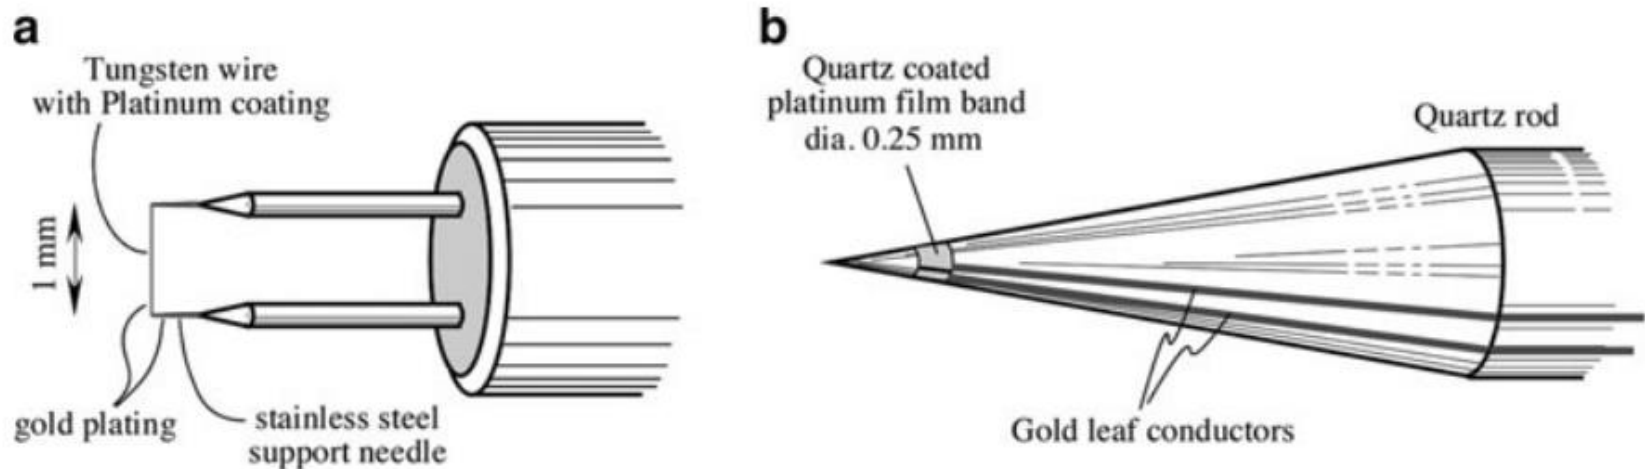 a
Tungsten wire
with Platinum coating
1 mm
gold plating
stainless steel
support needle
b
Quartz coated
platinum film band
dia. 0.25 mm
Quartz rod
Gold leaf conductors